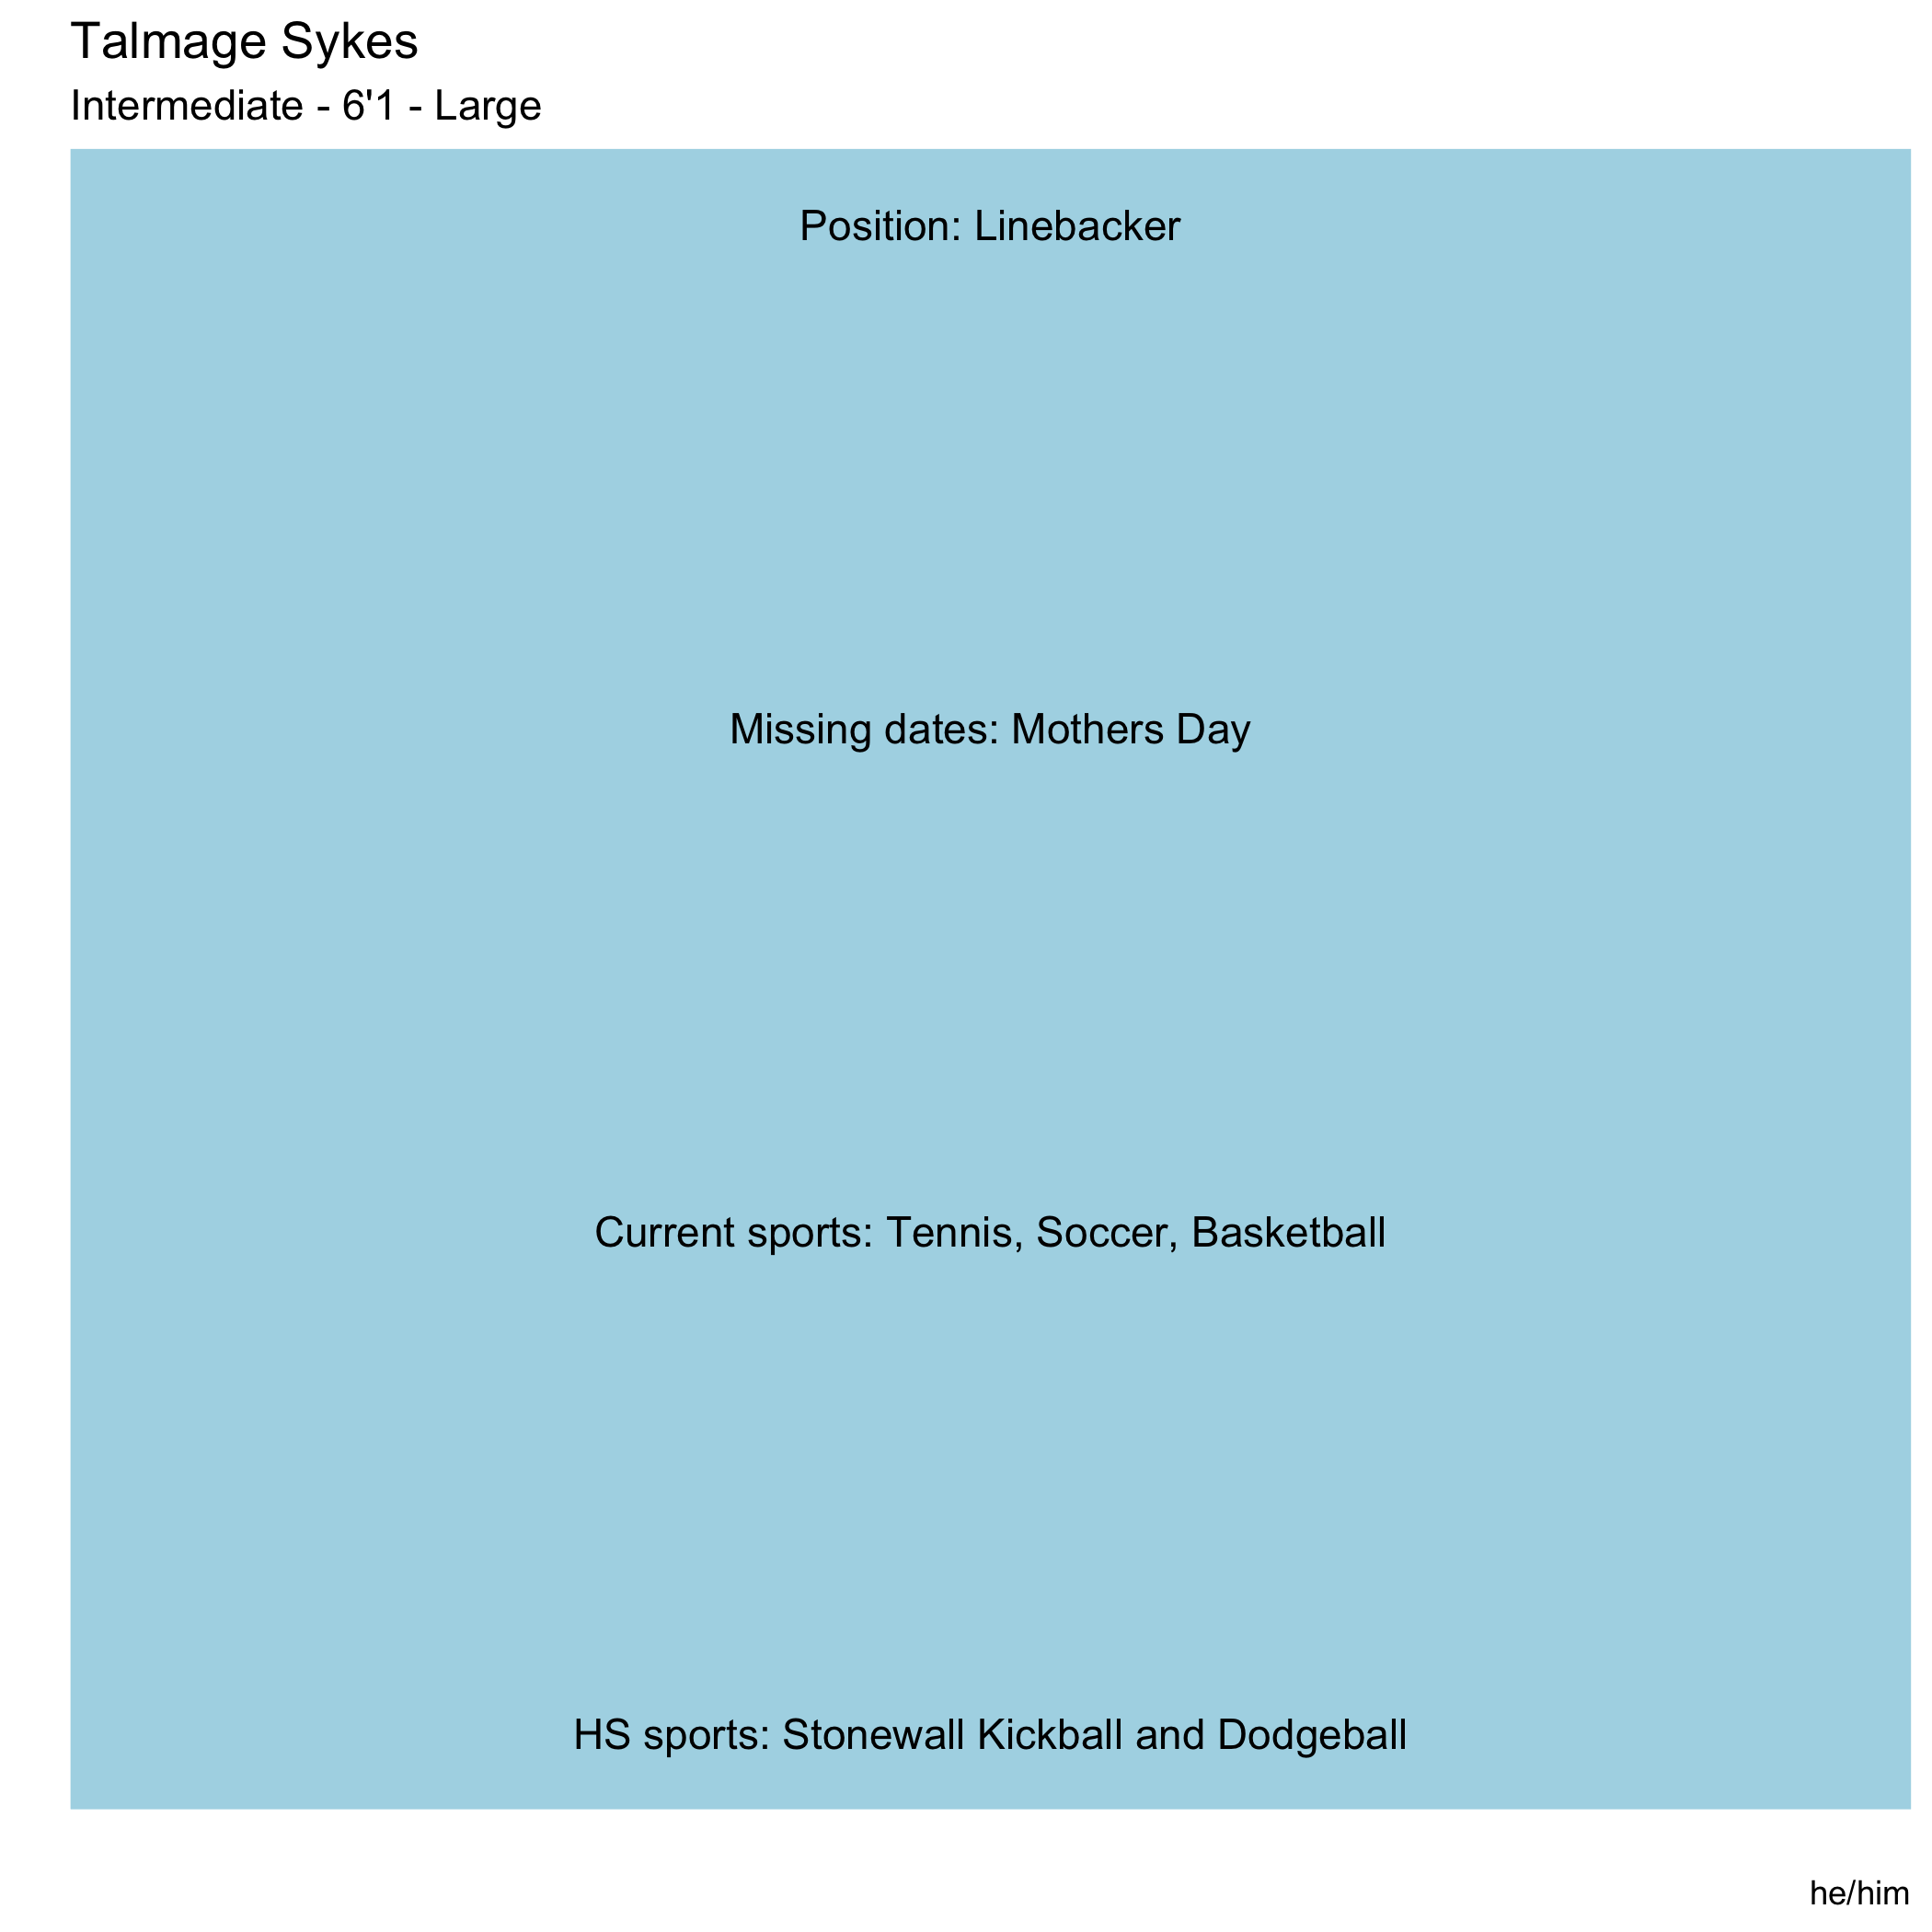 Talmage Sykes
Intermediate - 6'1 - Large
Position: Linebacker
Missing dates: Mothers Day
Current sports: Tennis, Soccer, Basketball
HS sports: Stonewall Kickball and Dodgeball
he/him